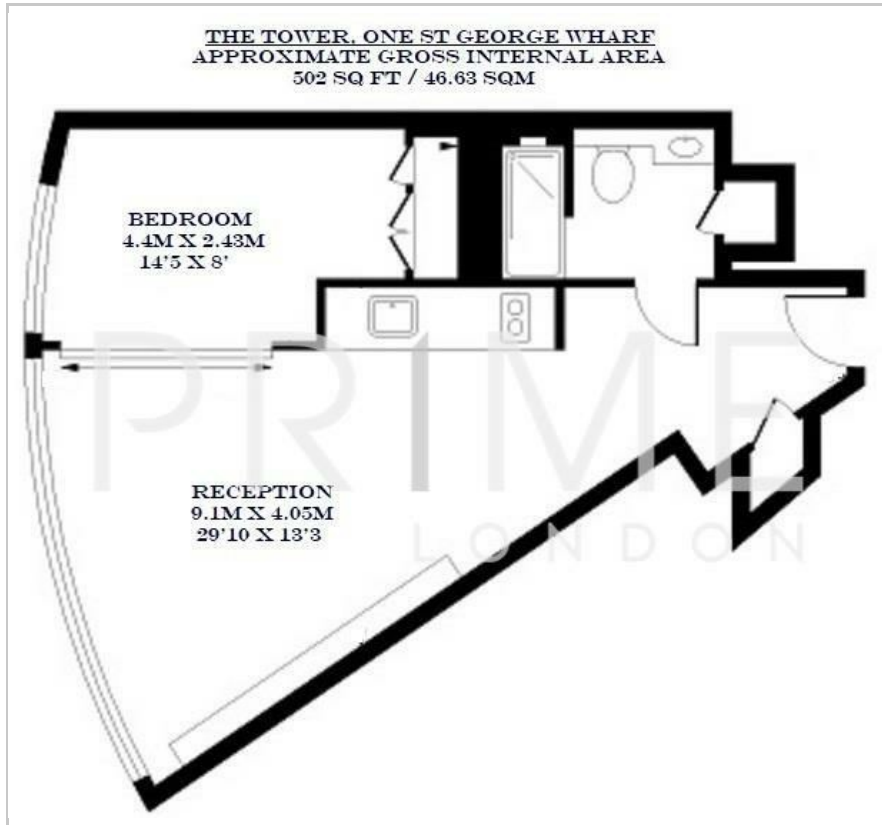 THE TOWER, ONE ST GEORGE WHARF
APPROXIMATE GROSS INTERNAL AREA
502 SQ FT / 46.63 SQM
BEDROOM
4.4M X 2.43M
14'5 X 8'
PRIME
RECEPTION
9.1M X 4.05M
29'10 X 13'3
LONDON